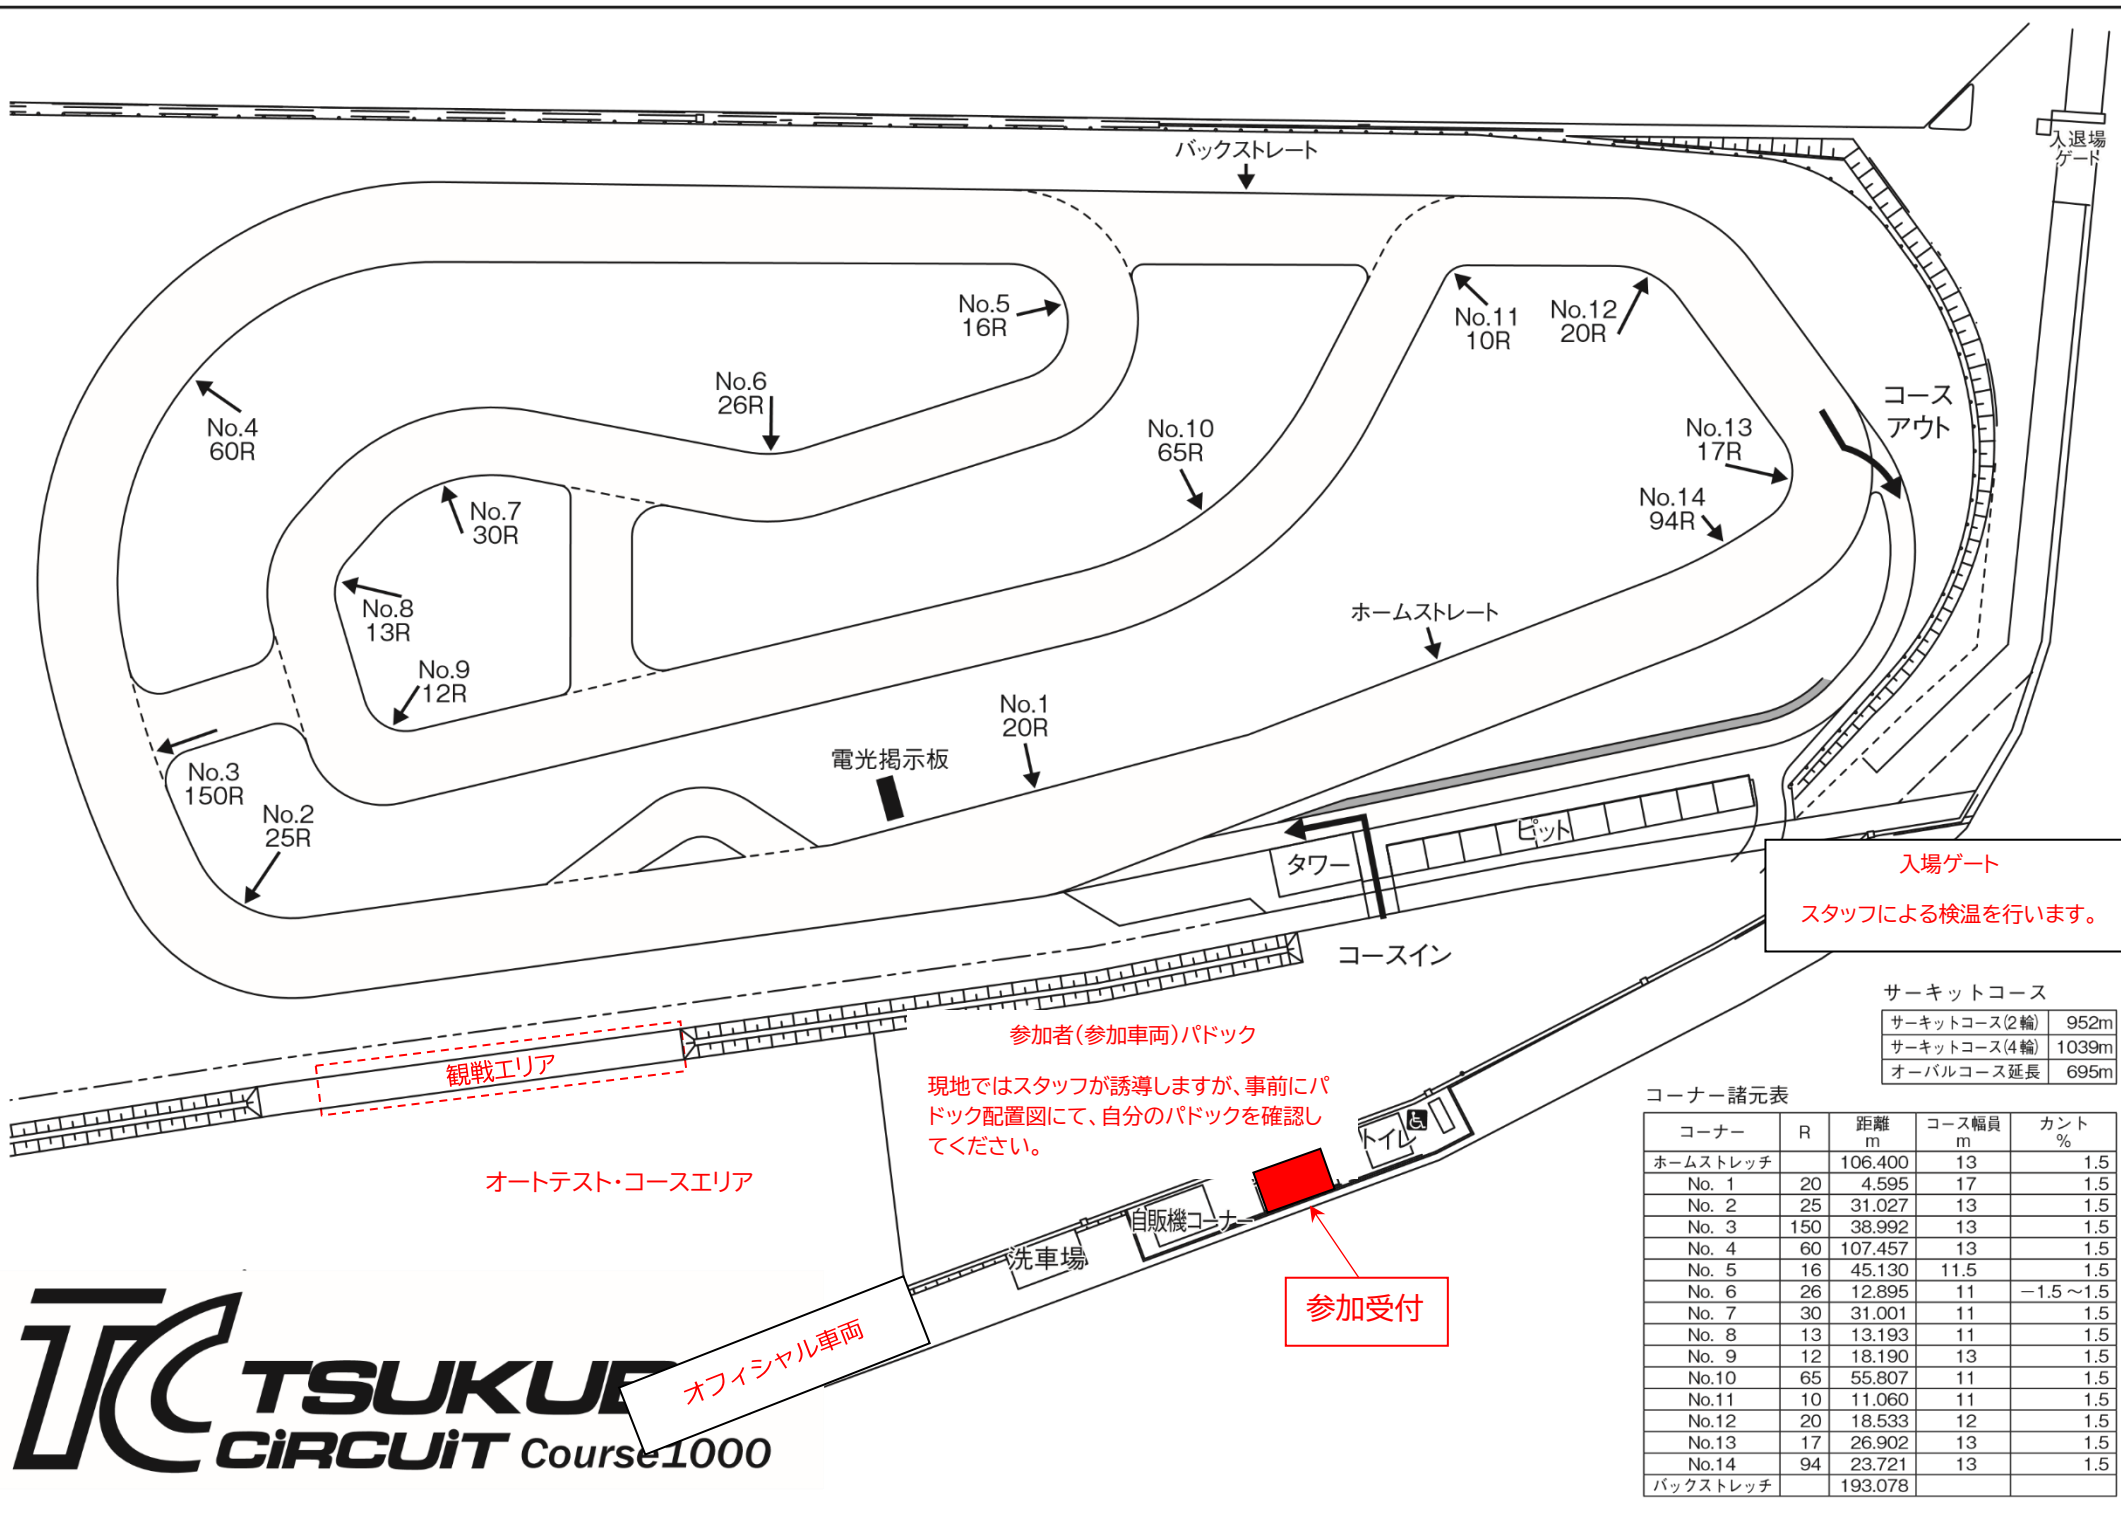 入退場
ゲート
バックストレート
No.5
16R
No.11
10R
No.12
20R
No.6
26R
コース
アウト
No.4
60R
No.10
65R
No.13
17R
No.7
30R
No.14
94R
No.8
13R
ホームストレート
No.9
12R
No.1
20R
電光掲示板
No.3
150R
No.2
25R
ピット
タワー
入場ゲート
スタッフによる検温を行います。
コースイン
サーキットコース
サーキットコース(2輪) 952m
サーキットコース(4輪) 1039m
オーバルコース延長 695m
参加者(参加車両)パドック
現地ではスタッフが誘導しますが、事前にパ
ドック配置図にて、自分のパドックを確認し
てください。
観戦エリア
オートテスト・コースエリア
トイレ
自販機コーナー
洗車場
参加受付
オフィシャル車両
コーナー諸元表
コーナー R 距離 m コース幅員 m カント %
ホームストレッチ 106.400 13 1.5
No. 1 20 4.595 17 1.5
No. 2 25 31.027 13 1.5
No. 3 150 38.992 13 1.5
No. 4 60 107.457 13 1.5
No. 5 16 45.130 11.5 1.5
No. 6 26 12.895 11 －1.5～1.5
No. 7 30 31.001 11 1.5
No. 8 13 13.193 11 1.5
No. 9 12 18.190 13 1.5
No.10 65 55.807 11 1.5
No.11 10 11.060 11 1.5
No.12 20 18.533 12 1.5
No.13 17 26.902 13 1.5
No.14 94 23.721 13 1.5
バックストレッチ 193.078
TC
CiRCUiT Course1000